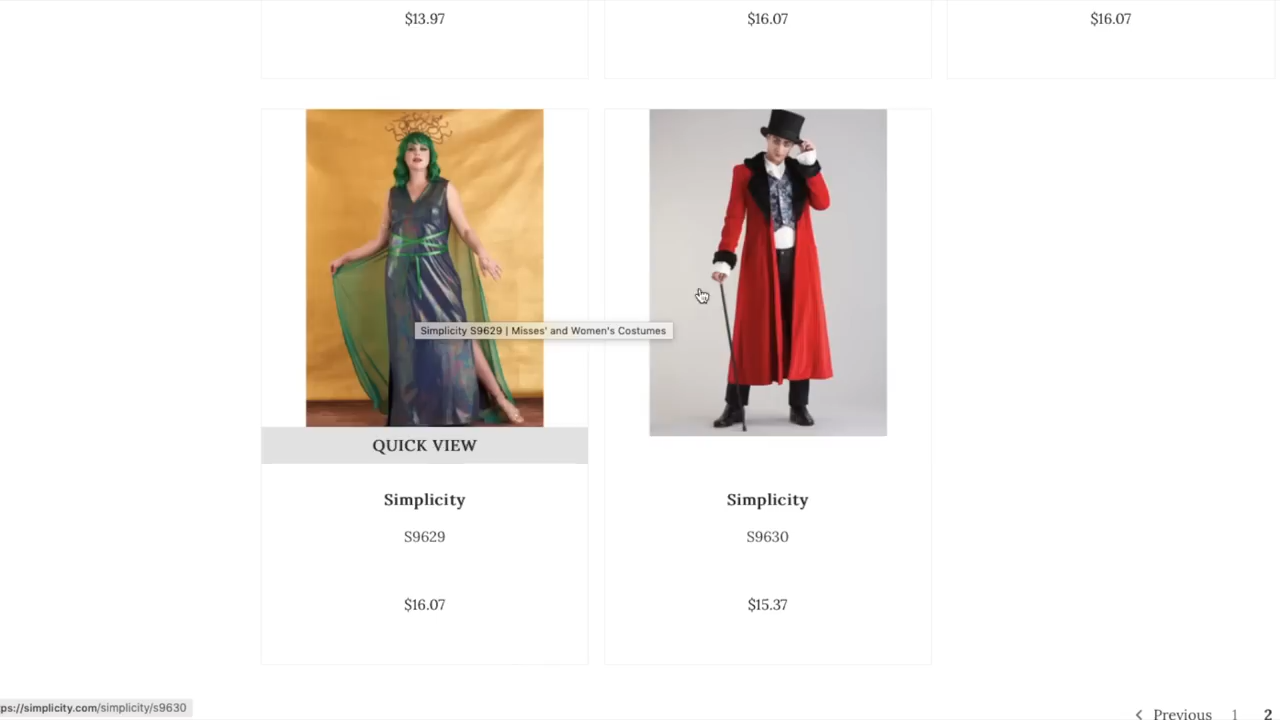 $13.97
$16.07
$16.07
Simplicity S9629 | Misses' and Women's Costumes
QUICK VIEW
Simplicity
Simplicity
S9629
S9630
$16.07
$15.37
ps://simplicity.com/simplicity/s9630
Previous 1 2